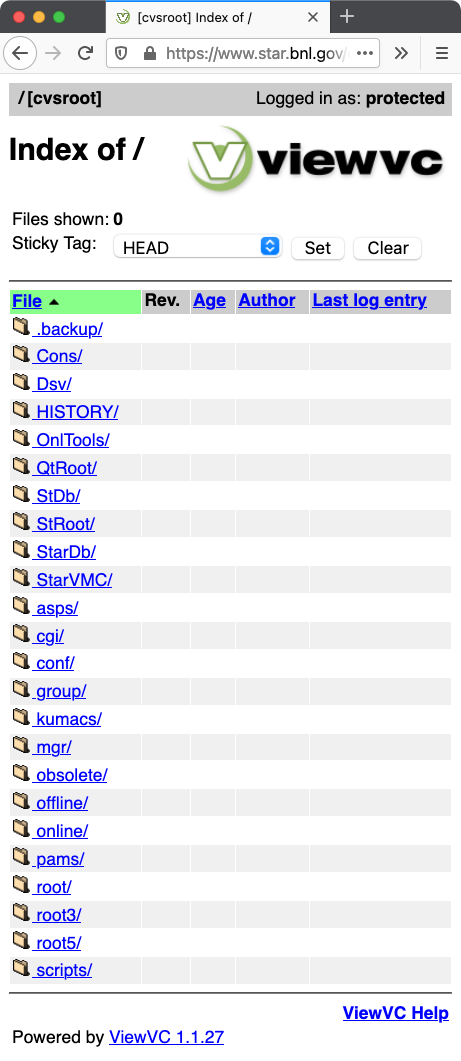 [cvsroot] Index of /
https://www.star.bnl.gov/
/ [cvsroot] Logged in as: protected
Index of /
viewvc
Files shown: 0
Sticky Tag: HEAD Set Clear
File Rev. Age Author Last log entry
.backup/
Cons/
Dsv/
HISTORY/
OnlTools/
QtRoot/
StDb/
StRoot/
StarDb/
StarVMC/
asps/
cgi/
conf/
group/
kumacs/
mgr/
obsolete/
offline/
online/
pams/
root/
root3/
root5/
scripts/
ViewVC Help
Powered by ViewVC 1.1.27